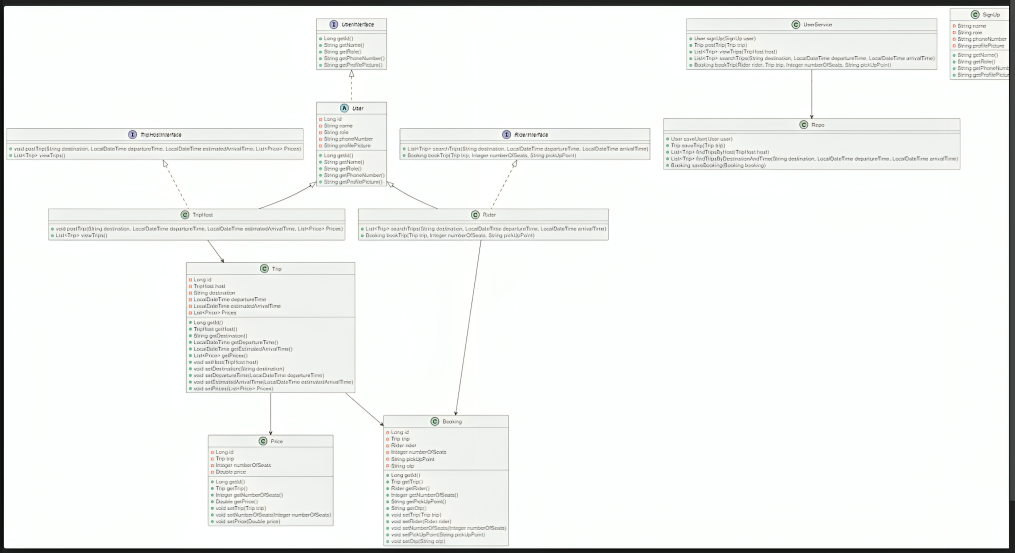 I UserInterface
Long getId()
String getName()
String getRole()
String getPhoneNumber()
String getProfilePicture()
C UserService
User signUp(SignUp user)
Trip postTrip(Trip trip)
List<Trip> viewTrips(TripHost host)
List<Trip> searchTrips(String destination, LocalDateTime departureTime, LocalDateTime arrivalTime)
Booking bookTrip(Rider rider, Trip trip, Integer numberOfSeats, String pickUpPoint)
C SignUp
String name
String role
String phoneNumber
String profilePicture
String getName()
String getRole()
String getPhoneNumb
String getProfilePictur
A User
Long id
String name
String role
String phoneNumber
String profilePicture
Long getId()
String getName()
String getRole()
String getPhoneNumber()
String getProfilePicture()
I TripHostInterface
void postTrip(String destination, LocalDateTime departureTime, LocalDateTime estimatedArrivalTime, List<Price> Prices)
List<Trip> viewTrips()
I RiderInterface
List<Trip> searchTrips(String destination, LocalDateTime departureTime, LocalDateTime arrivalTime)
Booking bookTrip(Trip trip, Integer numberOfSeats, String pickUpPoint)
C Repo
User saveUser(User user)
Trip saveTrip(Trip trip)
List<Trip> findTripsByHost(TripHost host)
List<Trip> findTripsByDestinationAndTime(String destination, LocalDateTime departureTime, LocalDateTime arrivalTime)
Booking saveBooking(Booking booking)
C TripHost
void postTrip(String destination, LocalDateTime departureTime, LocalDateTime estimatedArrivalTime, List<Price> Prices)
List<Trip> viewTrips()
C Rider
List<Trip> searchTrips(String destination, LocalDateTime departureTime, LocalDateTime arrivalTime)
Booking bookTrip(Trip trip, Integer numberOfSeats, String pickUpPoint)
C Trip
Long id
TripHost host
String destination
LocalDateTime departureTime
LocalDateTime estimatedArrivalTime
List<Price> Prices
Long getId()
TripHost getHost()
String getDestination()
LocalDateTime getDepartureTime()
LocalDateTime getEstimatedArrivalTime()
List<Price> getPrices()
void setHost(TripHost host)
void setDestination(String destination)
void setDepartureTime(LocalDateTime departureTime)
void setEstimatedArrivalTime(LocalDateTime estimatedArrivalTime)
void setPrices(List<Price> Prices)
C Price
Long id
Trip trip
Integer numberOfSeats
Double price
Long getId()
Trip getTrip()
Integer getNumberOfSeats()
Double getPrice()
void setTrip(Trip trip)
void setNumberOfSeats(Integer numberOfSeats)
void setPrice(Double price)
C Booking
Long id
Trip trip
Rider rider
Integer numberOfSeats
String pickUpPoint
String otp
Long getId()
Trip getTrip()
Rider getRider()
Integer getNumberOfSeats()
String getPickUpPoint()
String getOtp()
void setTrip(Trip trip)
void setRider(Rider rider)
void setNumberOfSeats(Integer numberOfSeats)
void setPickUpPoint(String pickUpPoint)
void setOtp(String otp)